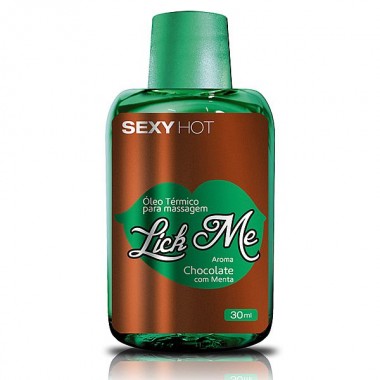 SEXY HOT
Óleo Térmico
para massagem
Lick Me
Aroma
Chocolate
com Menta
30ml